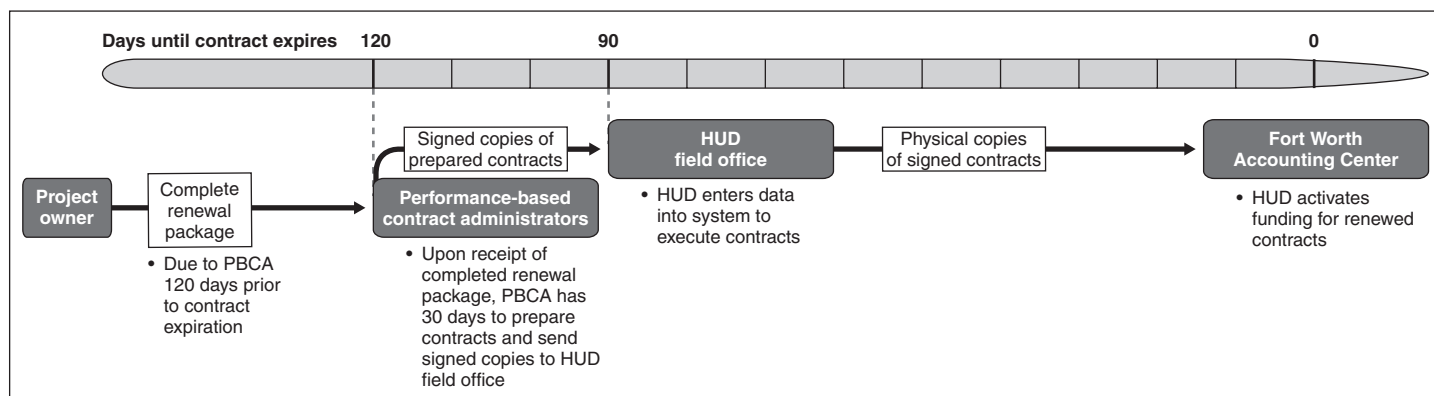 Days until contract expires 120 90 0
Signed copies of
prepared contracts
HUD
field office
Physical copies
of signed contracts
Fort Worth
Accounting Center
Project
owner
Complete
renewal
package
Performance-based
contract administrators
• HUD enters data
into system to
execute contracts
• HUD activates
funding for renewed
contracts
• Due to PBCA
120 days prior
to contract
expiration
• Upon receipt of
completed renewal
package, PBCA has
30 days to prepare
contracts and send
signed copies to HUD
field office